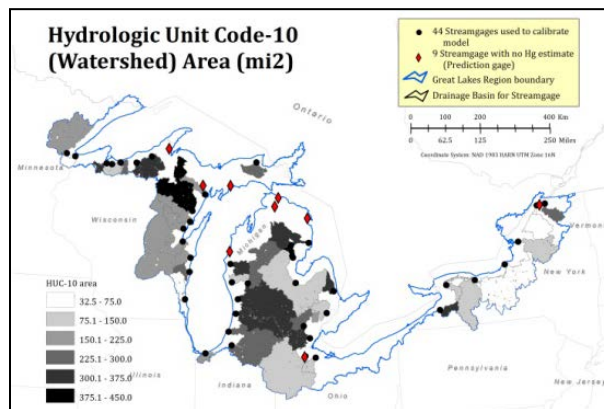 Hydrologic Unit Code-10
(Watershed) Area (mi2)
44 Streamgages used to calibrate
model
9 Streamgage with no Hg estimate
(Prediction gage)
Great Lakes Region boundary
Drainage Basin for Streamgage
0 100 200 400 Km
0 62.5 125 250 Miles
Coordinate System: NAD 1983 HARN UTM Zone 16N
Ontario
Minnesota
Wisconsin
Michigan
Vermont
New York
HUC-10 area
32.5 - 75.0
75.1 - 150.0
150.1 - 225.0
225.1 - 300.0
300.1 - 375.0
375.1 - 450.0
Illinois
Indiana
Ohio
Pennsylvania
New Jersey